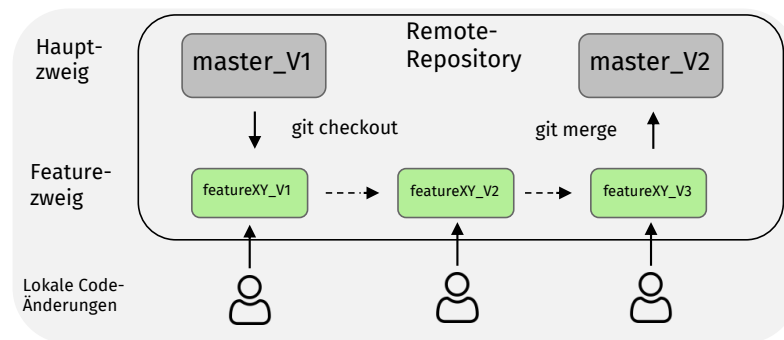 Haupt-
zweig
master_V1
Remote-
Repository
master_V2
git checkout
git merge
Feature-
zweig
featureXY_V1
featureXY_V2
featureXY_V3
Lokale Code-
Änderungen